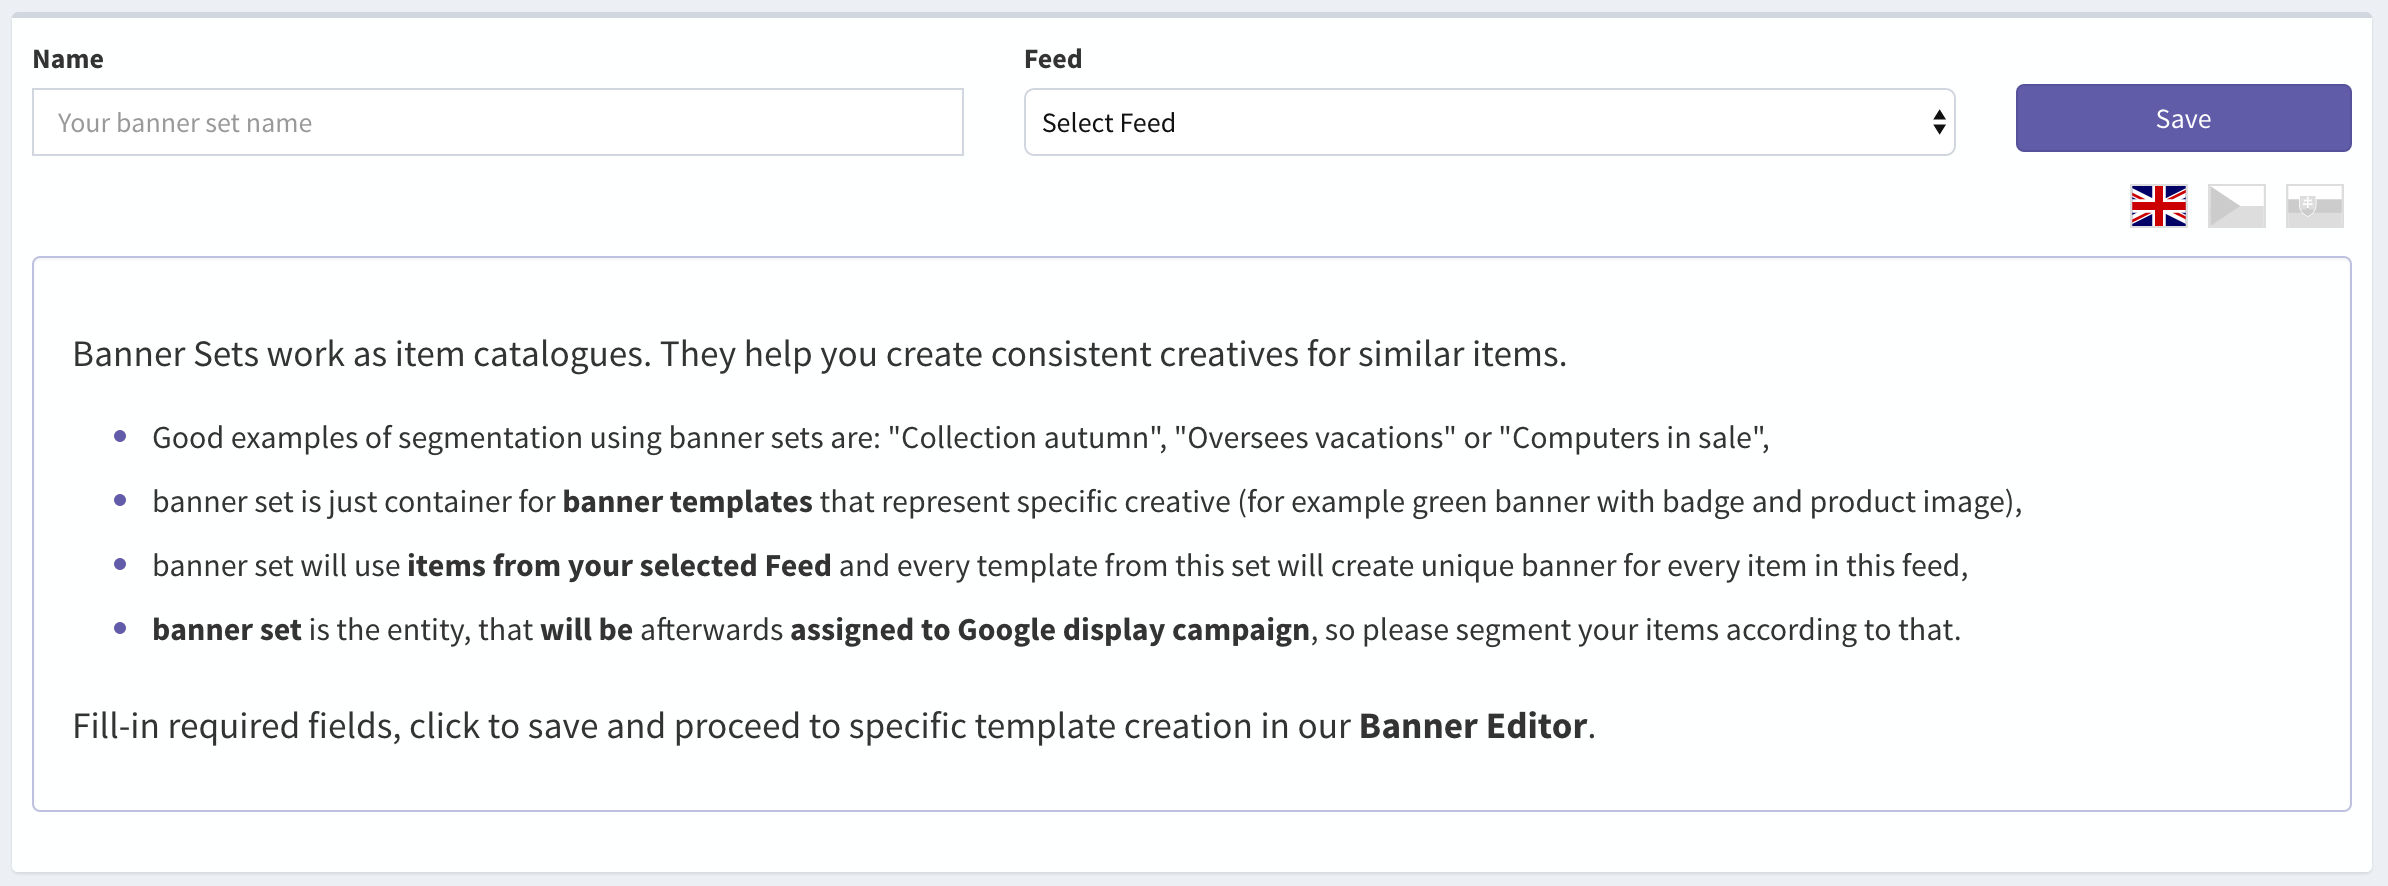 Name
Feed
Your banner set name
Select Feed
Save
Banner Sets work as item catalogues. They help you create consistent creatives for similar items.
Good examples of segmentation using banner sets are: "Collection autumn", "Oversees vacations" or "Computers in sale",
banner set is just container for banner templates that represent specific creative (for example green banner with badge and product image),
banner set will use items from your selected Feed and every template from this set will create unique banner for every item in this feed,
banner set is the entity, that will be afterwards assigned to Google display campaign, so please segment your items according to that.
Fill-in required fields, click to save and proceed to specific template creation in our Banner Editor.